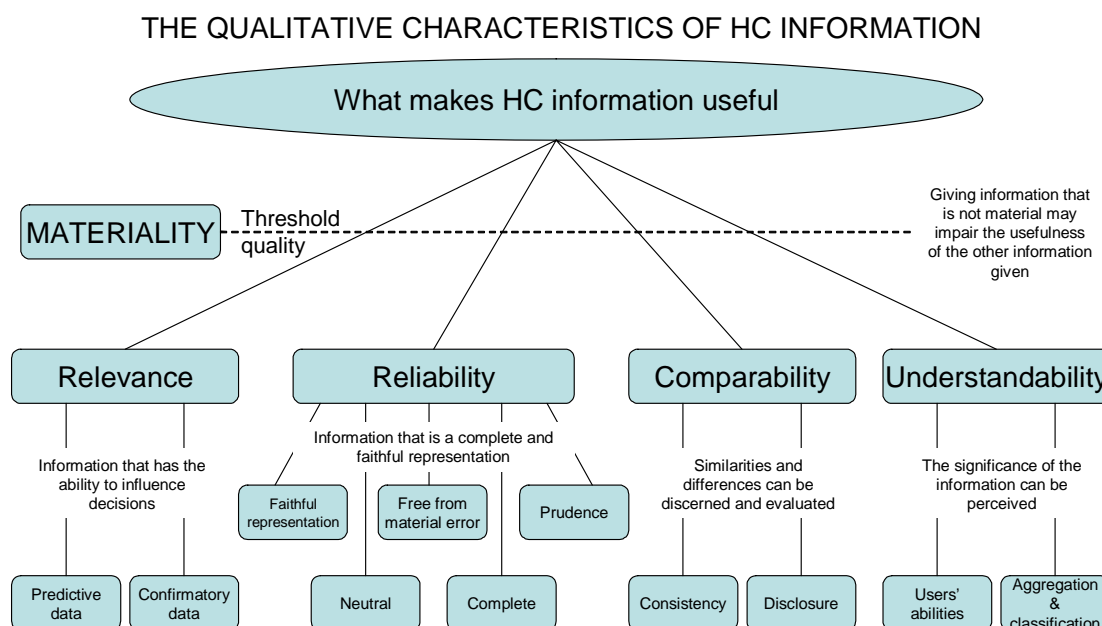 THE QUALITATIVE CHARACTERISTICS OF HC INFORMATION
What makes HC information useful
MATERIALITY
Threshold
quality
Giving information that
is not material may
impair the usefulness
of the other information
given
Relevance
Reliability
Comparability
Understandability
Information that has the
ability to influence
decisions
Information that is a complete and
faithful representation
Similarities and
differences can be
discerned and evaluated
The significance of the
information can be
perceived
Faithful
representation
Free from
material error
Prudence
Predictive
data
Confirmatory
data
Neutral
Complete
Consistency
Disclosure
Users'
abilities
Aggregation
&
classification